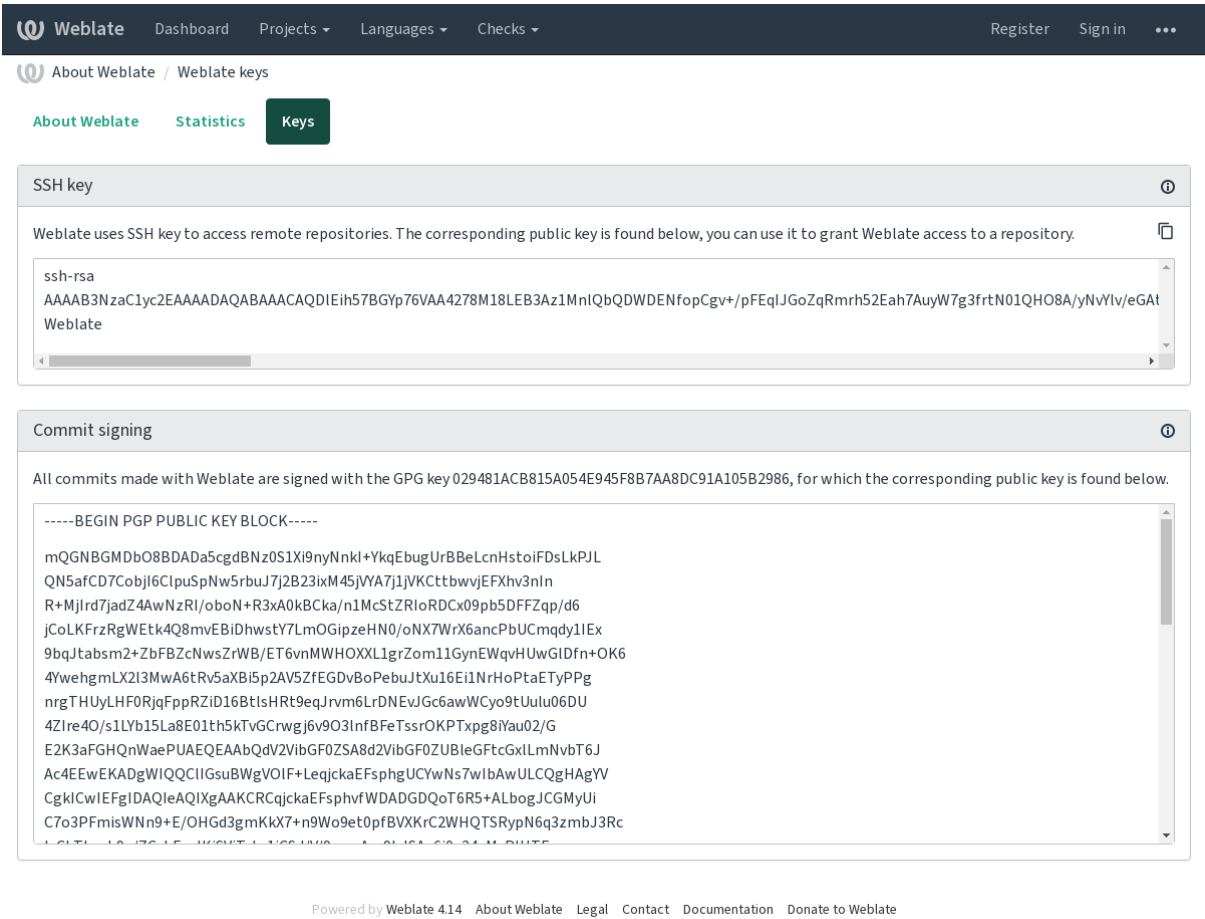 Weblate Dashboard Projects Languages Checks Register Sign in
About Weblate / Weblate keys
About Weblate Statistics Keys
SSH key
Weblate uses SSH key to access remote repositories. The corresponding public key is found below, you can use it to grant Weblate access to a repository.
ssh-rsa
AAAAB3NzaC1yc2EAAAADAQABAAACAQDlEih57BGYp76VAA4278M18LEB3Az1MnlQbQDWDENfopCgv+/pFEqIJGoZqRmrh52Eah7AuyW7g3frtN01QHO8A/yNvYlv/eGAt
Weblate
Commit signing
All commits made with Weblate are signed with the GPG key 029481ACB815A054E945F8B7AA8DC91A105B2986, for which the corresponding public key is found below.
-----BEGIN PGP PUBLIC KEY BLOCK-----
mQGNBGMDbO8BDADa5cgdBNz0S1Xi9nyNnkI+YkqEbugUrBBeLcnHstoiFDsLkPJL
QN5afCD7CobjI6ClpuSpNw5rbuJ7j2B23ixM45jVYA7j1jVKCttbwvjEFXhv3nIn
R+MjIrd7jadZ4AwNzRI/oboN+R3xA0kBCka/n1McStZRIoRDCx09pb5DFFZqp/d6
jCoLKFrzRgWEtk4Q8mvEBiDhwstY7LmOGipzeHN0/oNX7WrX6ancPbUCmqdy1IEx
9bqJtabsm2+ZbFBZcNwsZrWB/ET6vnMWHOXXL1grZom11GynEWqvHUwGlDfn+OK6
4YwehgmLX2l3MwA6tRv5aXBi5p2AV5ZfEGDvBoPebuJtXu16Ei1NrHoPtaETyPPg
nrgTHUyLHF0RjqFppRZiD16BtlsHRt9eqJrvm6LrDNEvJGc6awWCyo9tUulu06DU
4ZIre4O/s1LYb15La8E01th5kTvGCrwgj6v9O3lnfBFeTssrOKPTxpg8iYau02/G
E2K3aFGHQnWaePUAEQEAAbQdV2VibGF0ZSA8d2VibGF0ZUBleGFtcGxlLmNvbT6J
Ac4EEwEKADgWIQQClIGsuBWgVOlF+LeqjckaEFsphgUCYwNs7wIbAwULCQgHAgYV
CgkICwIEFgIDAQIeAQIXgAAKCRCqjckaEFsphvfWDADGDQoT6R5+ALbogJCGMyUi
C7o3PFmisWNn9+E/OHGd3gmKkX7+n9Wo9et0pfBVXKrC2WHQTSRypN6q3zmbJ3Rc
Powered by Weblate 4.14 About Weblate Legal Contact Documentation Donate to Weblate